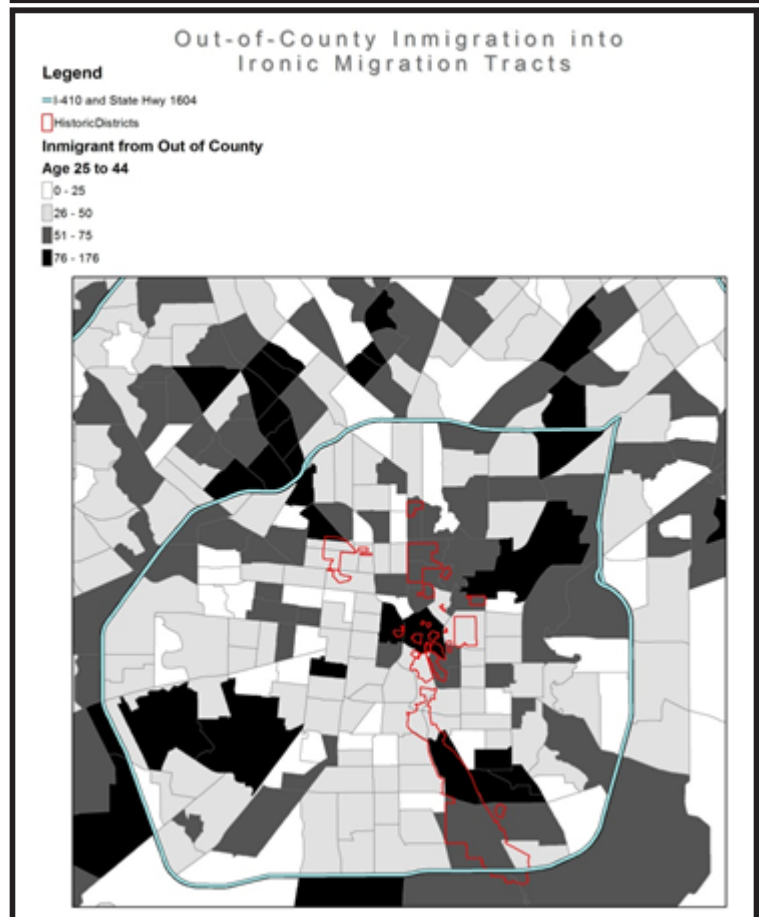 Out-of-County Inmigration into
Ironic Migration Tracts
Legend
I-410 and State Hwy 1604
HistoricDistricts
Inmigrant from Out of County
Age 25 to 44
0 - 25
26 - 50
51 - 75
76 - 176